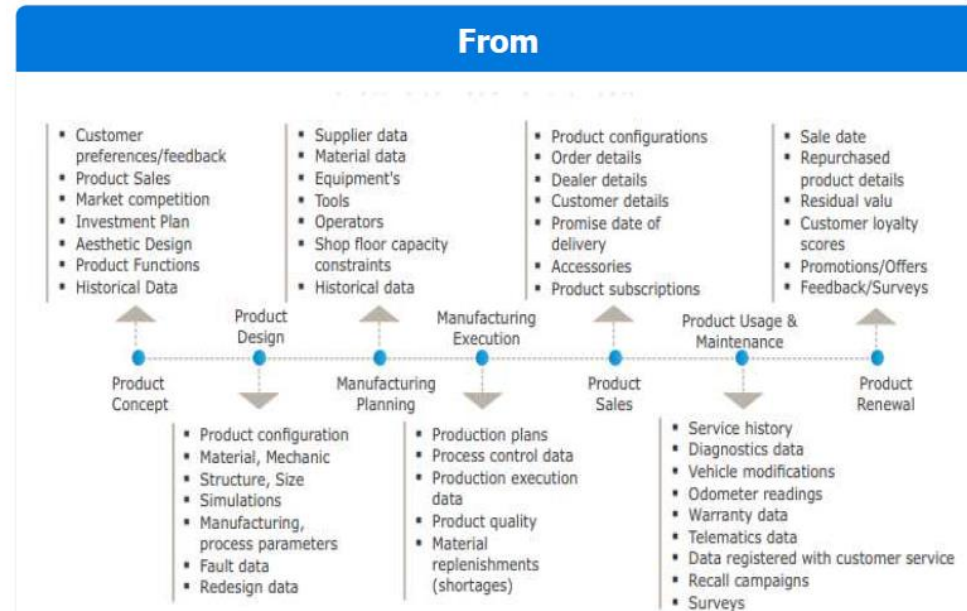 From
▪ Customer
preferences/feedback
▪ Product Sales
▪ Market competition
▪ Investment Plan
▪ Aesthetic Design
▪ Product Functions
▪ Historical Data
▪ Supplier data
▪ Material data
▪ Equipment's
▪ Tools
▪ Operators
▪ Shop floor capacity
constraints
▪ Historical data
▪ Product configurations
▪ Order details
▪ Dealer details
▪ Customer details
▪ Promise date of
delivery
▪ Accessories
▪ Product subscriptions
▪ Sale date
▪ Repurchased
product details
▪ Residual valu
▪ Customer loyalty
scores
▪ Promotions/Offers
▪ Feedback/Surveys
Product
Concept
Product
Design
Manufacturing
Planning
Manufacturing
Execution
Product
Sales
Product Usage &
Maintenance
Product
Renewal
▪ Product configuration
▪ Material, Mechanic
▪ Structure, Size
▪ Simulations
▪ Manufacturing,
process parameters
▪ Fault data
▪ Redesign data
▪ Production plans
▪ Process control data
▪ Production execution
data
▪ Product quality
▪ Material
replenishments
(shortages)
▪ Service history
▪ Diagnostics data
▪ Vehicle modifications
▪ Odometer readings
▪ Warranty data
▪ Telematics data
▪ Data registered with customer service
▪ Recall campaigns
▪ Surveys